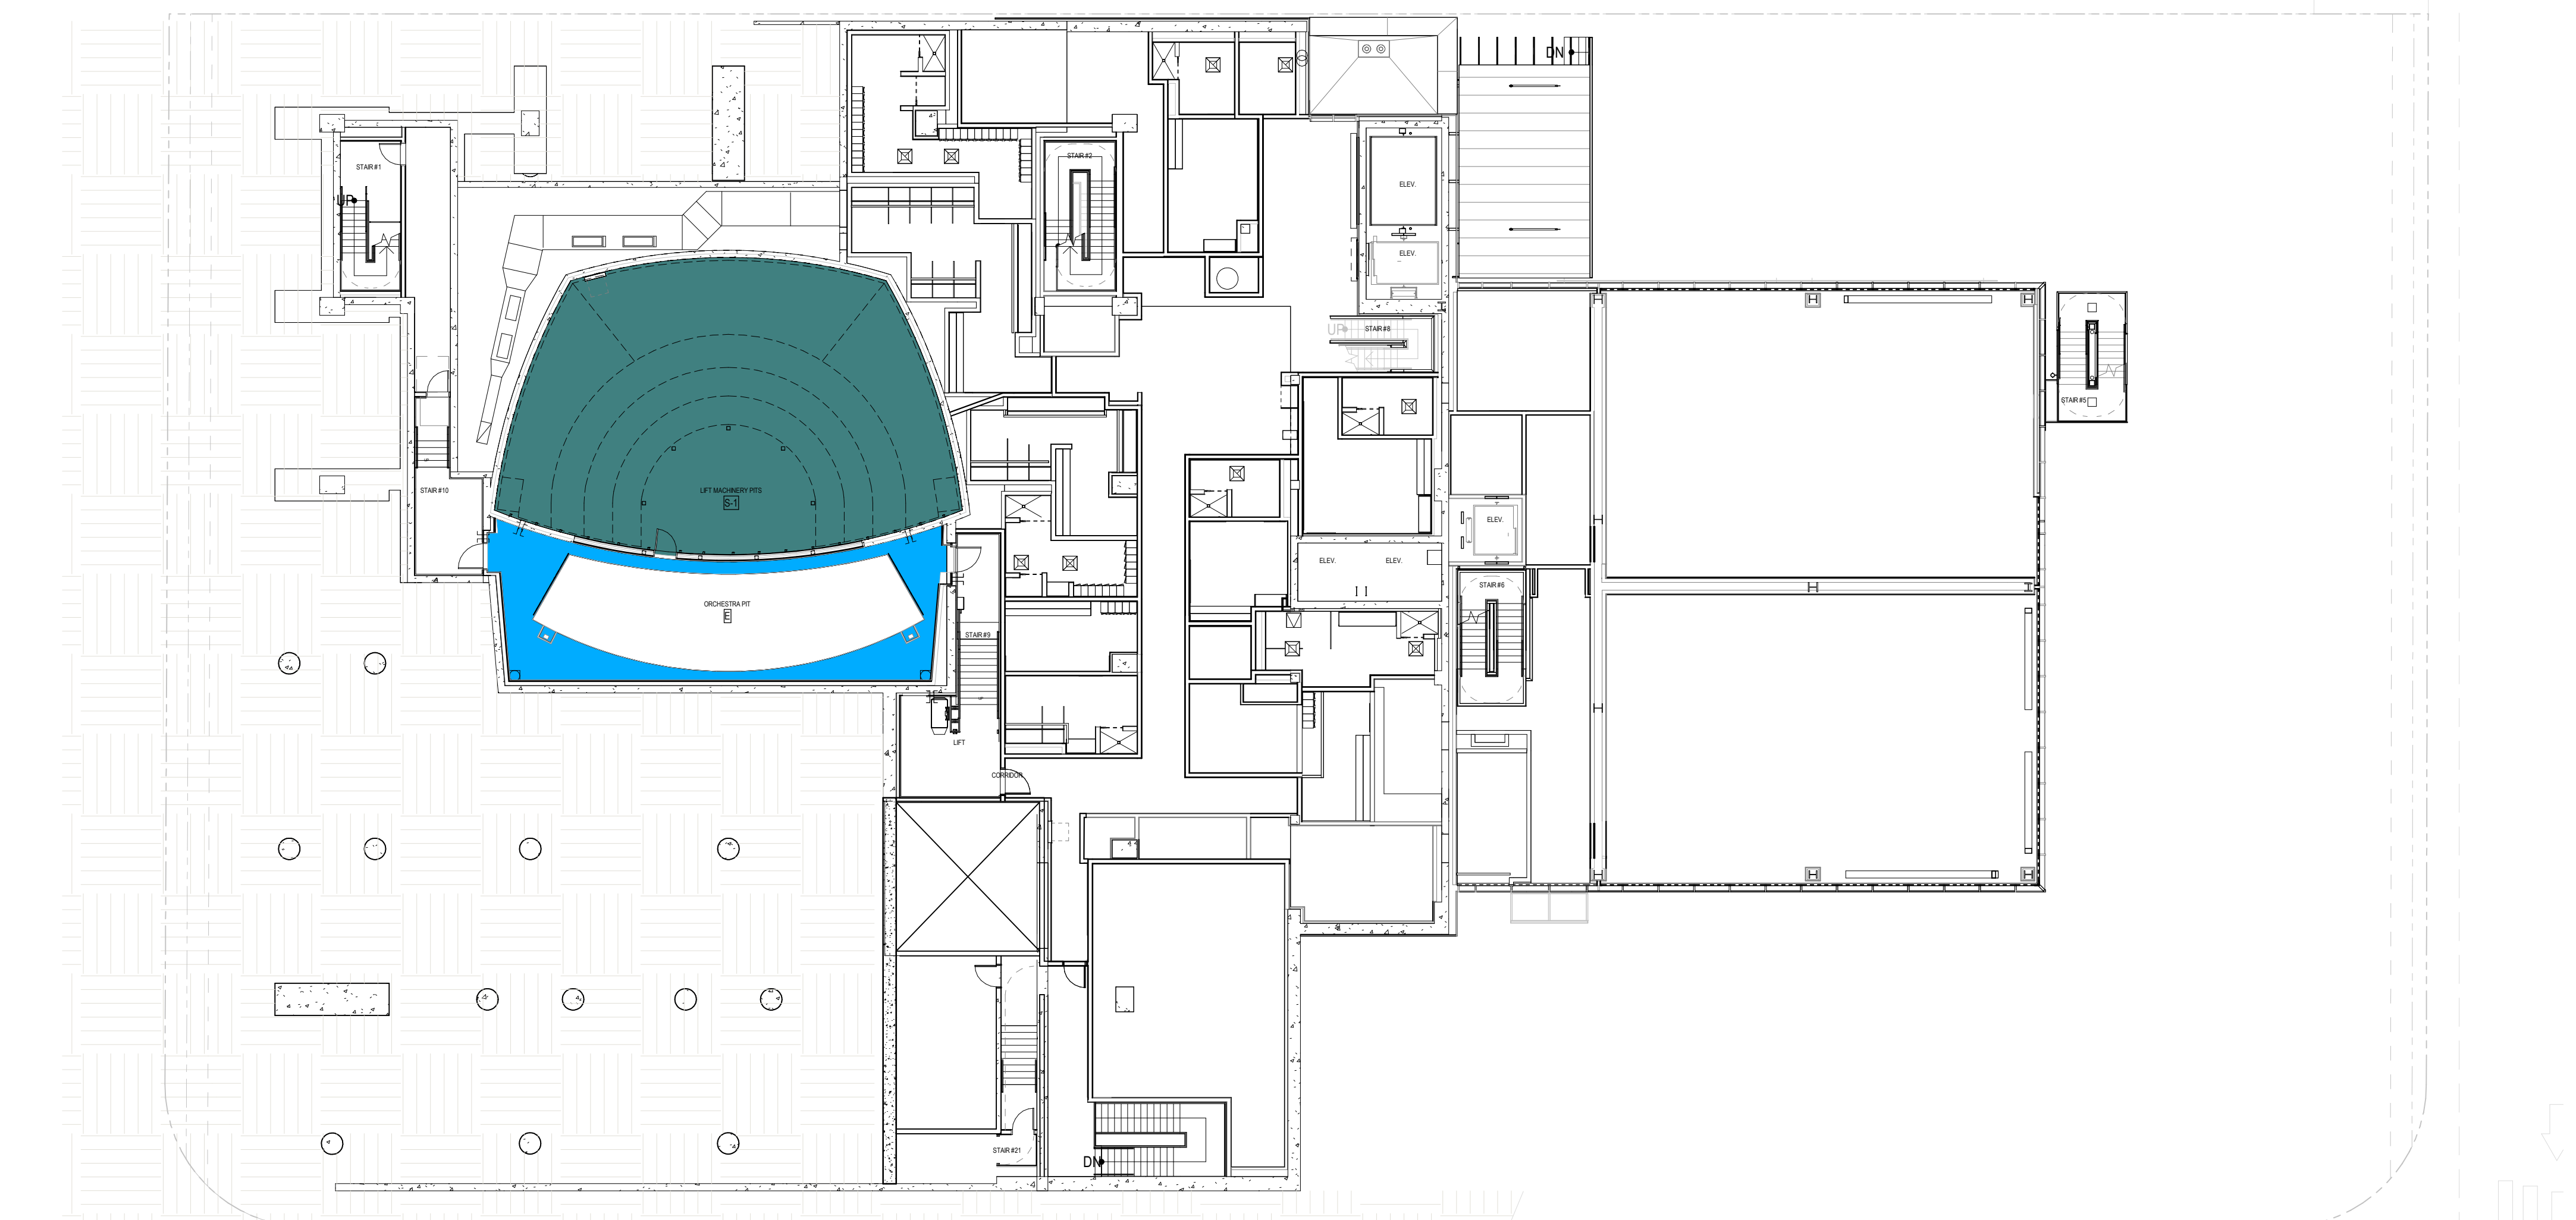 DN
STAIR #1
STAIR #2
UP
ELEV.
ELEV.
UP
STAIR #8
STAIR #5
STAIR #10
LIFT MACHINERY PITS
S-1
ELEV.
ELEV.
ELEV.
STAIR #6
ORCHESTRA PIT
E
STAIR #9
LIFT
CORRIDOR
STAIR #21
DN